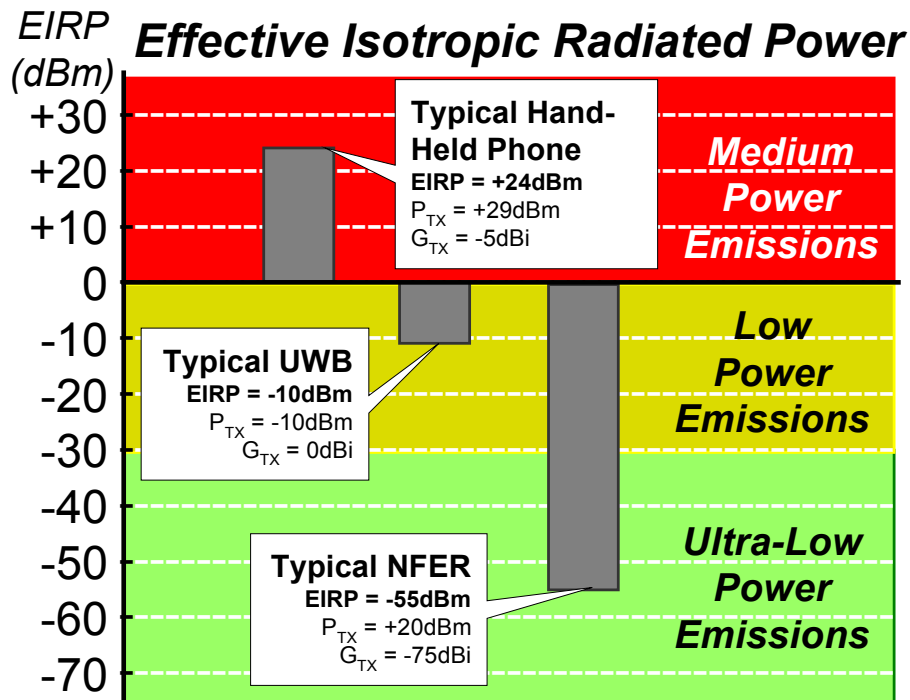 EIRP
(dBm)
Effective Isotropic Radiated Power
+30
+20
+10
0
-10
-20
-30
-40
-50
-60
-70
Typical Hand-
Held Phone
EIRP = +24dBm
PTX = +29dBm
GTX = -5dBi
Medium
Power
Emissions
Typical UWB
EIRP = -10dBm
PTX = -10dBm
GTX = 0dBi
Low
Power
Emissions
Typical NFER
EIRP = -55dBm
PTX = +20dBm
GTX = -75dBi
Ultra-Low
Power
Emissions